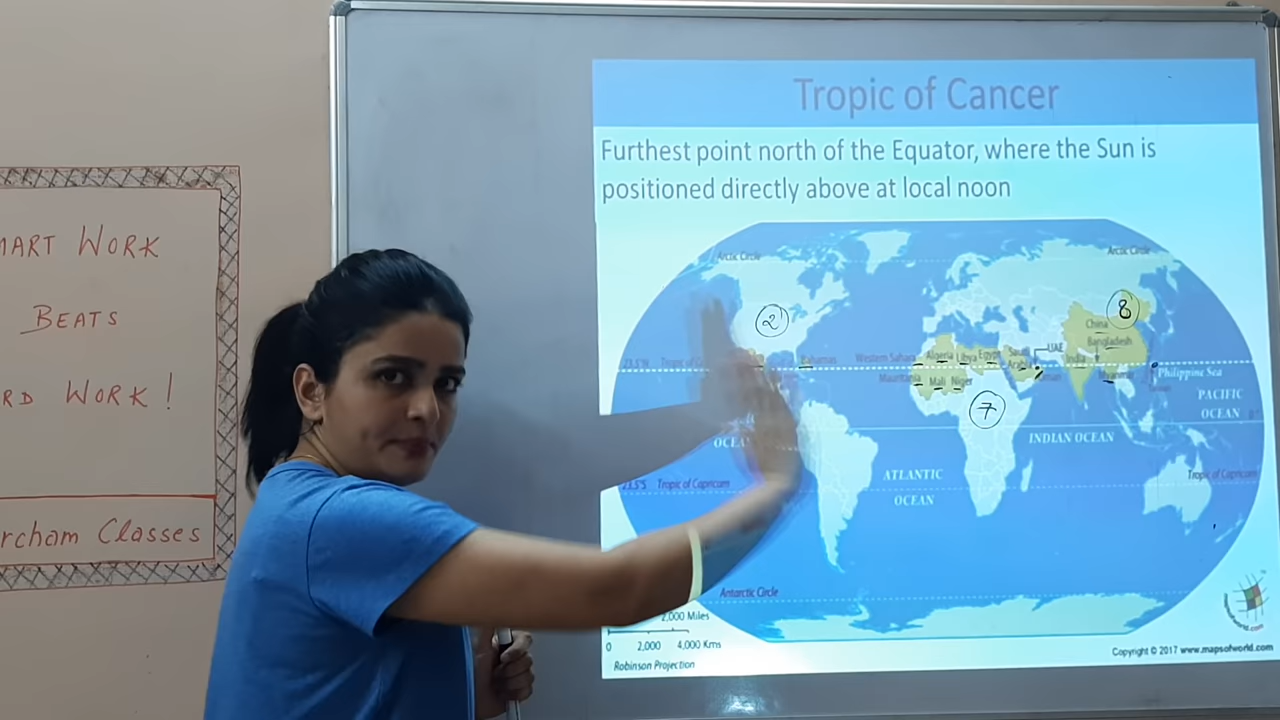 MART WORK
BEATS
RD WORK!
rcham Classes
Tropic of Cancer
Furthest point north of the Equator, where the Sun is
positioned directly above at local noon
Arctic Circle
Arctic Circle
2
8
China
Bangladesh
UAE
23.5°N
Bahamas
Western Sahara
Algeria
Libya
Egypt
Saudi
India
Mauritania
Mali
Niger
Oman
Philippine Sea
PACIFIC
OCEAN
7
INDIAN OCEAN
ATLANTIC
OCEAN
23.5°S Tropic of Capricorn
Tropic of Capricorn
Antarctic Circle
2,000 Miles
0 2,000 4,000 Kms
Robinson Projection
Copyright © 2017 www.mapsofworld.com